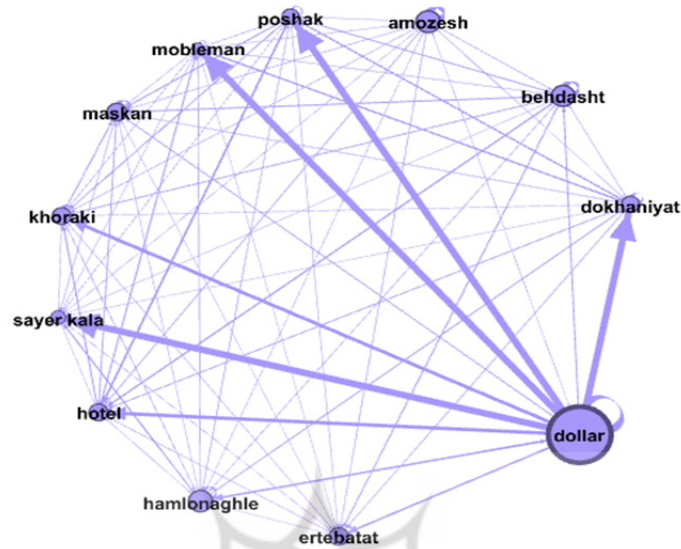 poshak
amozesh
mobleman
behdasht
maskan
dokhaniyat
khoraki
sayer kala
hotel
dollar
hamlonaghle
ertebatat